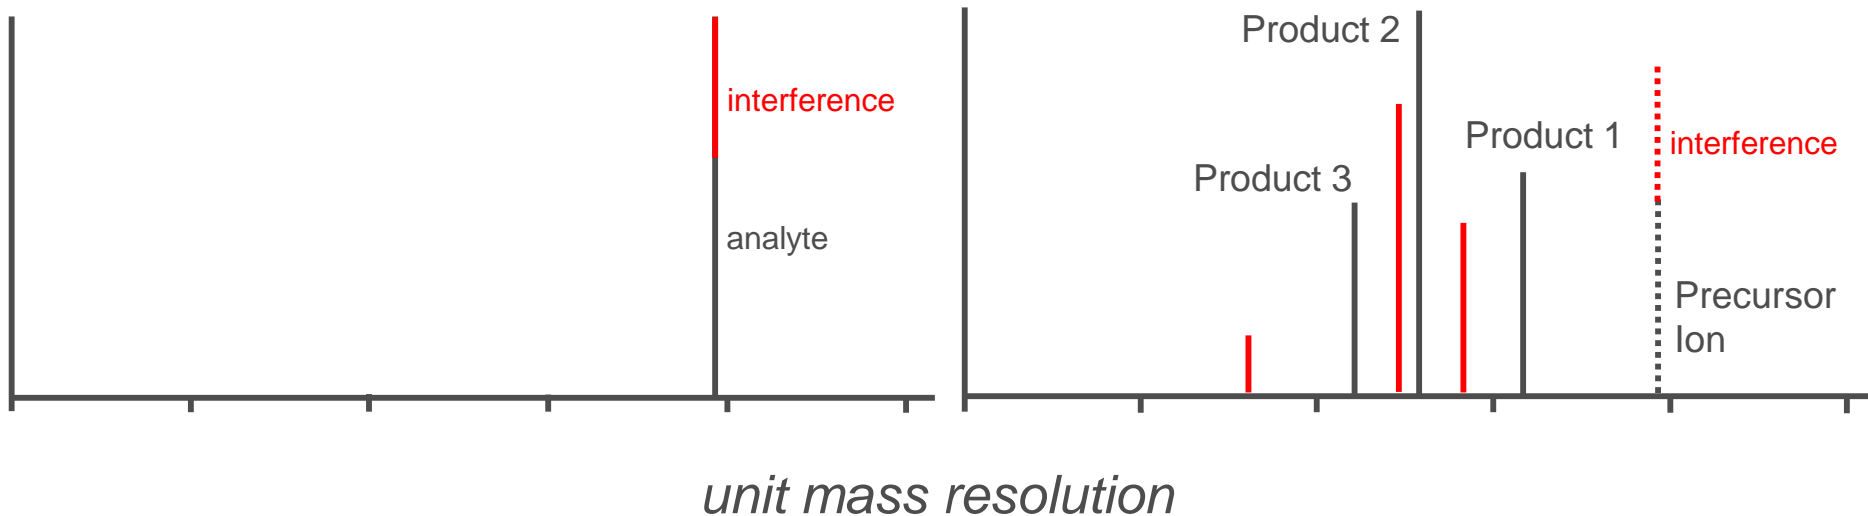 interference
analyte
Product 2
Product 1
interference
Product 3
Precursor
Ion
unit mass resolution